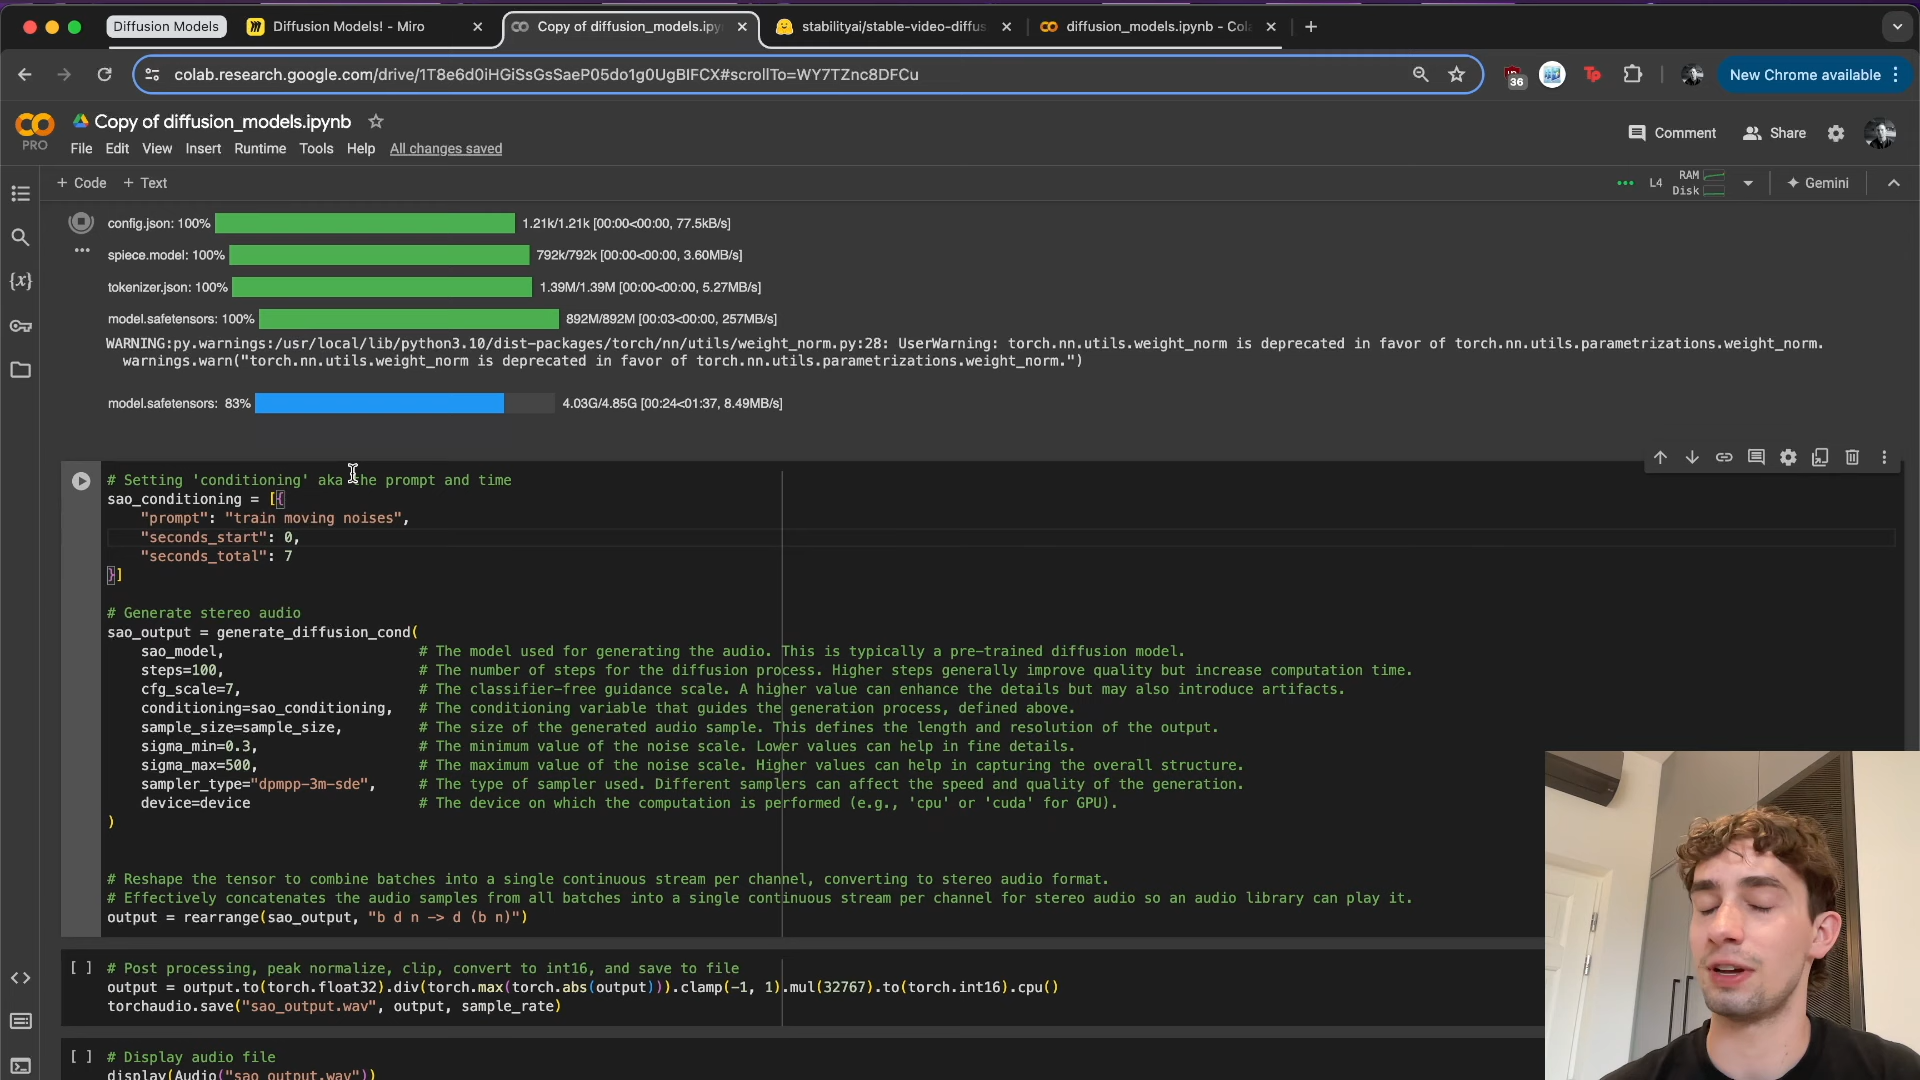 Diffusion Models
Diffusion Models! - Miro
Copy of diffusion_models.ipy
stabilityai/stable-video-diffus
diffusion_models.ipynb - Col
colab.research.google.com/drive/1T8e6d0iHGiSsGsSaeP05do1g0UgBIFCX#scrollTo=WY7TZnc8DFCu
36
Tp
New Chrome available
PRO
Copy of diffusion_models.ipynb
Comment
Share
File Edit View Insert Runtime Tools Help All changes saved
+ Code + Text
L4
RAM
Disk
Gemini
config.json: 100% 1.21k/1.21k [00:00<00:00, 77.5kB/s]
spiece.model: 100% 792k/792k [00:00<00:00, 3.60MB/s]
tokenizer.json: 100% 1.39M/1.39M [00:00<00:00, 5.27MB/s]
model.safetensors: 100% 892M/892M [00:03<00:00, 257MB/s]
WARNING:py.warnings:/usr/local/lib/python3.10/dist-packages/torch/nn/utils/weight_norm.py:28: UserWarning: torch.nn.utils.weight_norm is deprecated in favor of torch.nn.utils.parametrizations.weight_norm.
warnings.warn("torch.nn.utils.weight_norm is deprecated in favor of torch.nn.utils.parametrizations.weight_norm.")
model.safetensors: 83% 4.03G/4.85G [00:24<01:37, 8.49MB/s]
# Setting 'conditioning' aka the prompt and time
sao_conditioning = [{
"prompt": "train moving noises",
"seconds_start": 0,
"seconds_total": 7
}]
# Generate stereo audio
sao_output = generate_diffusion_cond(
sao_model, # The model used for generating the audio. This is typically a pre-trained diffusion model.
steps=100, # The number of steps for the diffusion process. Higher steps generally improve quality but increase computation time.
cfg_scale=7, # The classifier-free guidance scale. A higher value can enhance the details but may also introduce artifacts.
conditioning=sao_conditioning, # The conditioning variable that guides the generation process, defined above.
sample_size=sample_size, # The size of the generated audio sample. This defines the length and resolution of the output.
sigma_min=0.3, # The minimum value of the noise scale. Lower values can help in fine details.
sigma_max=500, # The maximum value of the noise scale. Higher values can help in capturing the overall structure.
sampler_type="dpmpp-3m-sde", # The type of sampler used. Different samplers can affect the speed and quality of the generation.
device=device # The device on which the computation is performed (e.g., 'cpu' or 'cuda' for GPU).
)
# Reshape the tensor to combine batches into a single continuous stream per channel, converting to stereo audio format.
# Effectively concatenates the audio samples from all batches into a single continuous stream per channel for stereo audio so an audio library can play it.
output = rearrange(sao_output, "b d n -> d (b n)")
[ ] # Post processing, peak normalize, clip, convert to int16, and save to file
output = output.to(torch.float32).div(torch.max(torch.abs(output))).clamp(-1, 1).mul(32767).to(torch.int16).cpu()
torchaudio.save("sao_output.wav", output, sample_rate)
[ ] # Display audio file
display(Audio("sao_output.wav"))